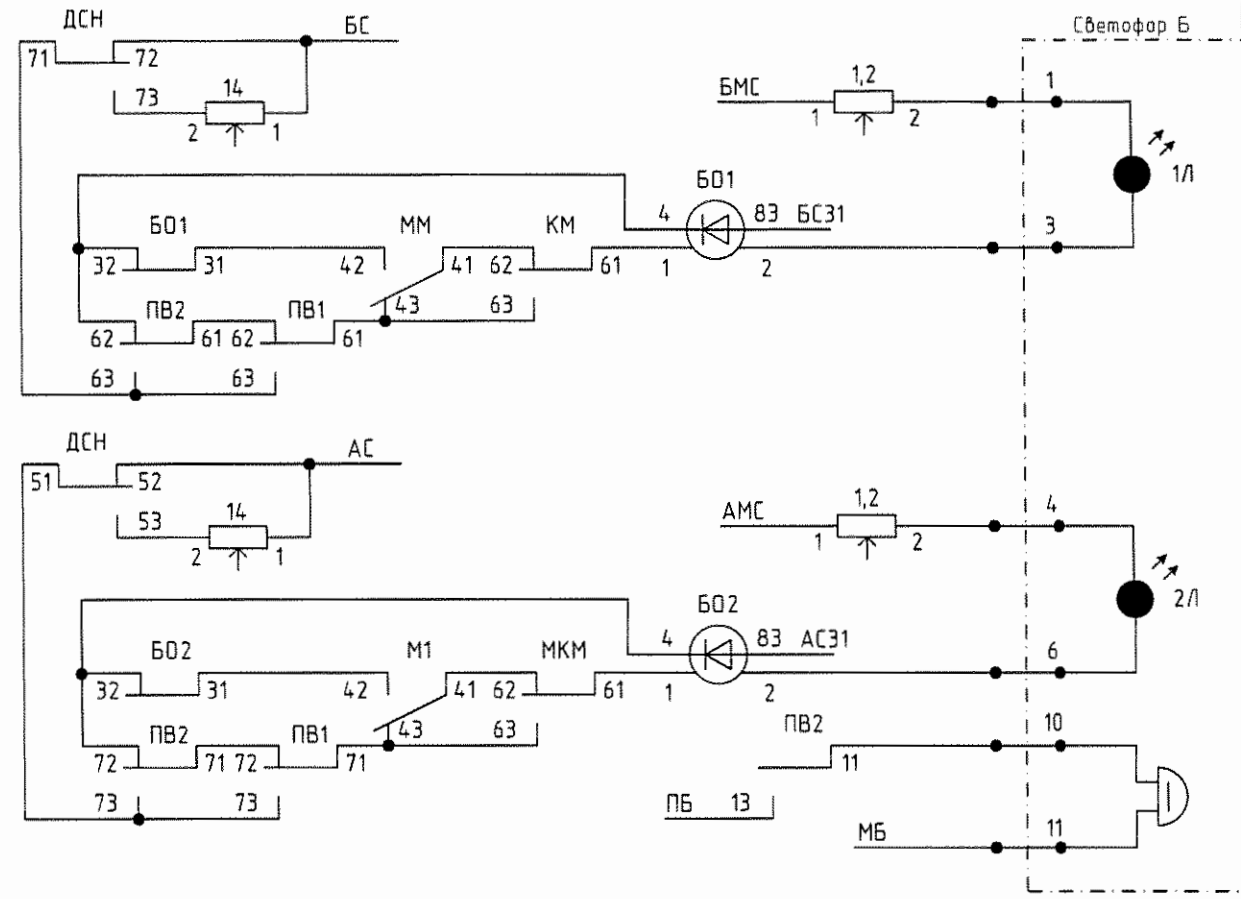 ДСН БС Светофор Б
71 72
БМС 1,2 1
73 14 1 2
2 1
1Л
БО1
БО1 ММ КМ 4 83 БСЗ1 3
32 31 42 41 62 61 1 2
ПВ2 ПВ1 43 63
62 61 62 61
63 63
ДСН АС
51 52
АМС 1,2 4
53 14 1 2
2 1
2Л
БО2
БО2 М1 МКМ 4 83 АСЗ1 6
32 31 42 41 62 61 1 2
ПВ2 ПВ1 43 63 ПВ2 10
72 71 72 71 11
73 73 ПБ 13
МБ 11